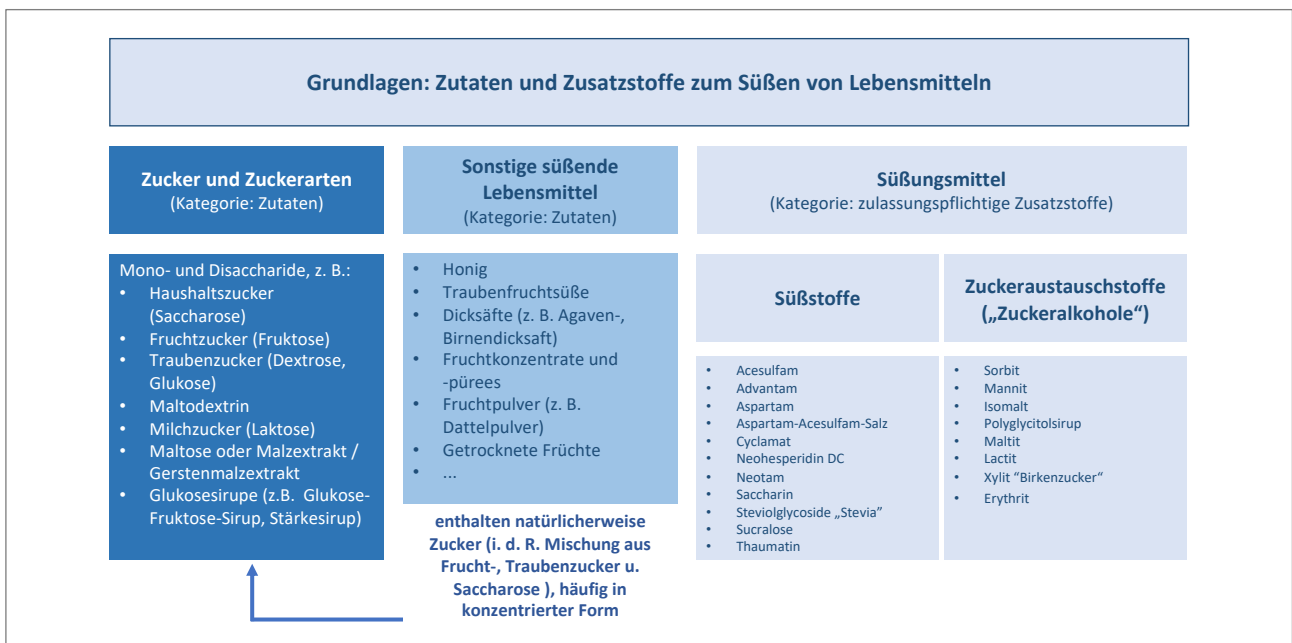 Grundlagen: Zutaten und Zusatzstoffe zum Süßen von Lebensmitteln
Zucker und Zuckerarten
(Kategorie: Zutaten)
Mono- und Disaccharide, z. B.:
• Haushaltszucker
(Saccharose)
• Fruchtzucker (Fruktose)
• Traubenzucker (Dextrose,
Glukose)
• Maltodextrin
• Milchzucker (Laktose)
• Maltose oder Malzextrakt /
Gerstenmalzextrakt
• Glukosesirupe (z.B. Glukose-
Fruktose-Sirup, Stärkesirup)
Sonstige süßende
Lebensmittel
(Kategorie: Zutaten)
• Honig
• Traubenfruchtsüße
• Dicksäfte (z. B. Agaven-,
Birnendicksaft)
• Fruchtkonzentrate und
-pürees
• Fruchtpulver (z. B.
Dattelpulver)
• Getrocknete Früchte
• ...
enthalten natürlicherweise
Zucker (i. d. R. Mischung aus
Frucht-, Traubenzucker u.
Saccharose ), häufig in
konzentrierter Form
Süßungsmittel
(Kategorie: zulassungspflichtige Zusatzstoffe)
Süßstoffe
• Acesulfam
• Advantam
• Aspartam
• Aspartam-Acesulfam-Salz
• Cyclamat
• Neohesperidin DC
• Neotam
• Saccharin
• Steviolglycoside „Stevia"
• Sucralose
• Thaumatin
Zuckeraustauschstoffe
(„Zuckeralkohole")
• Sorbit
• Mannit
• Isomalt
• Polyglycitolsirup
• Maltit
• Lactit
• Xylit "Birkenzucker"
• Erythrit